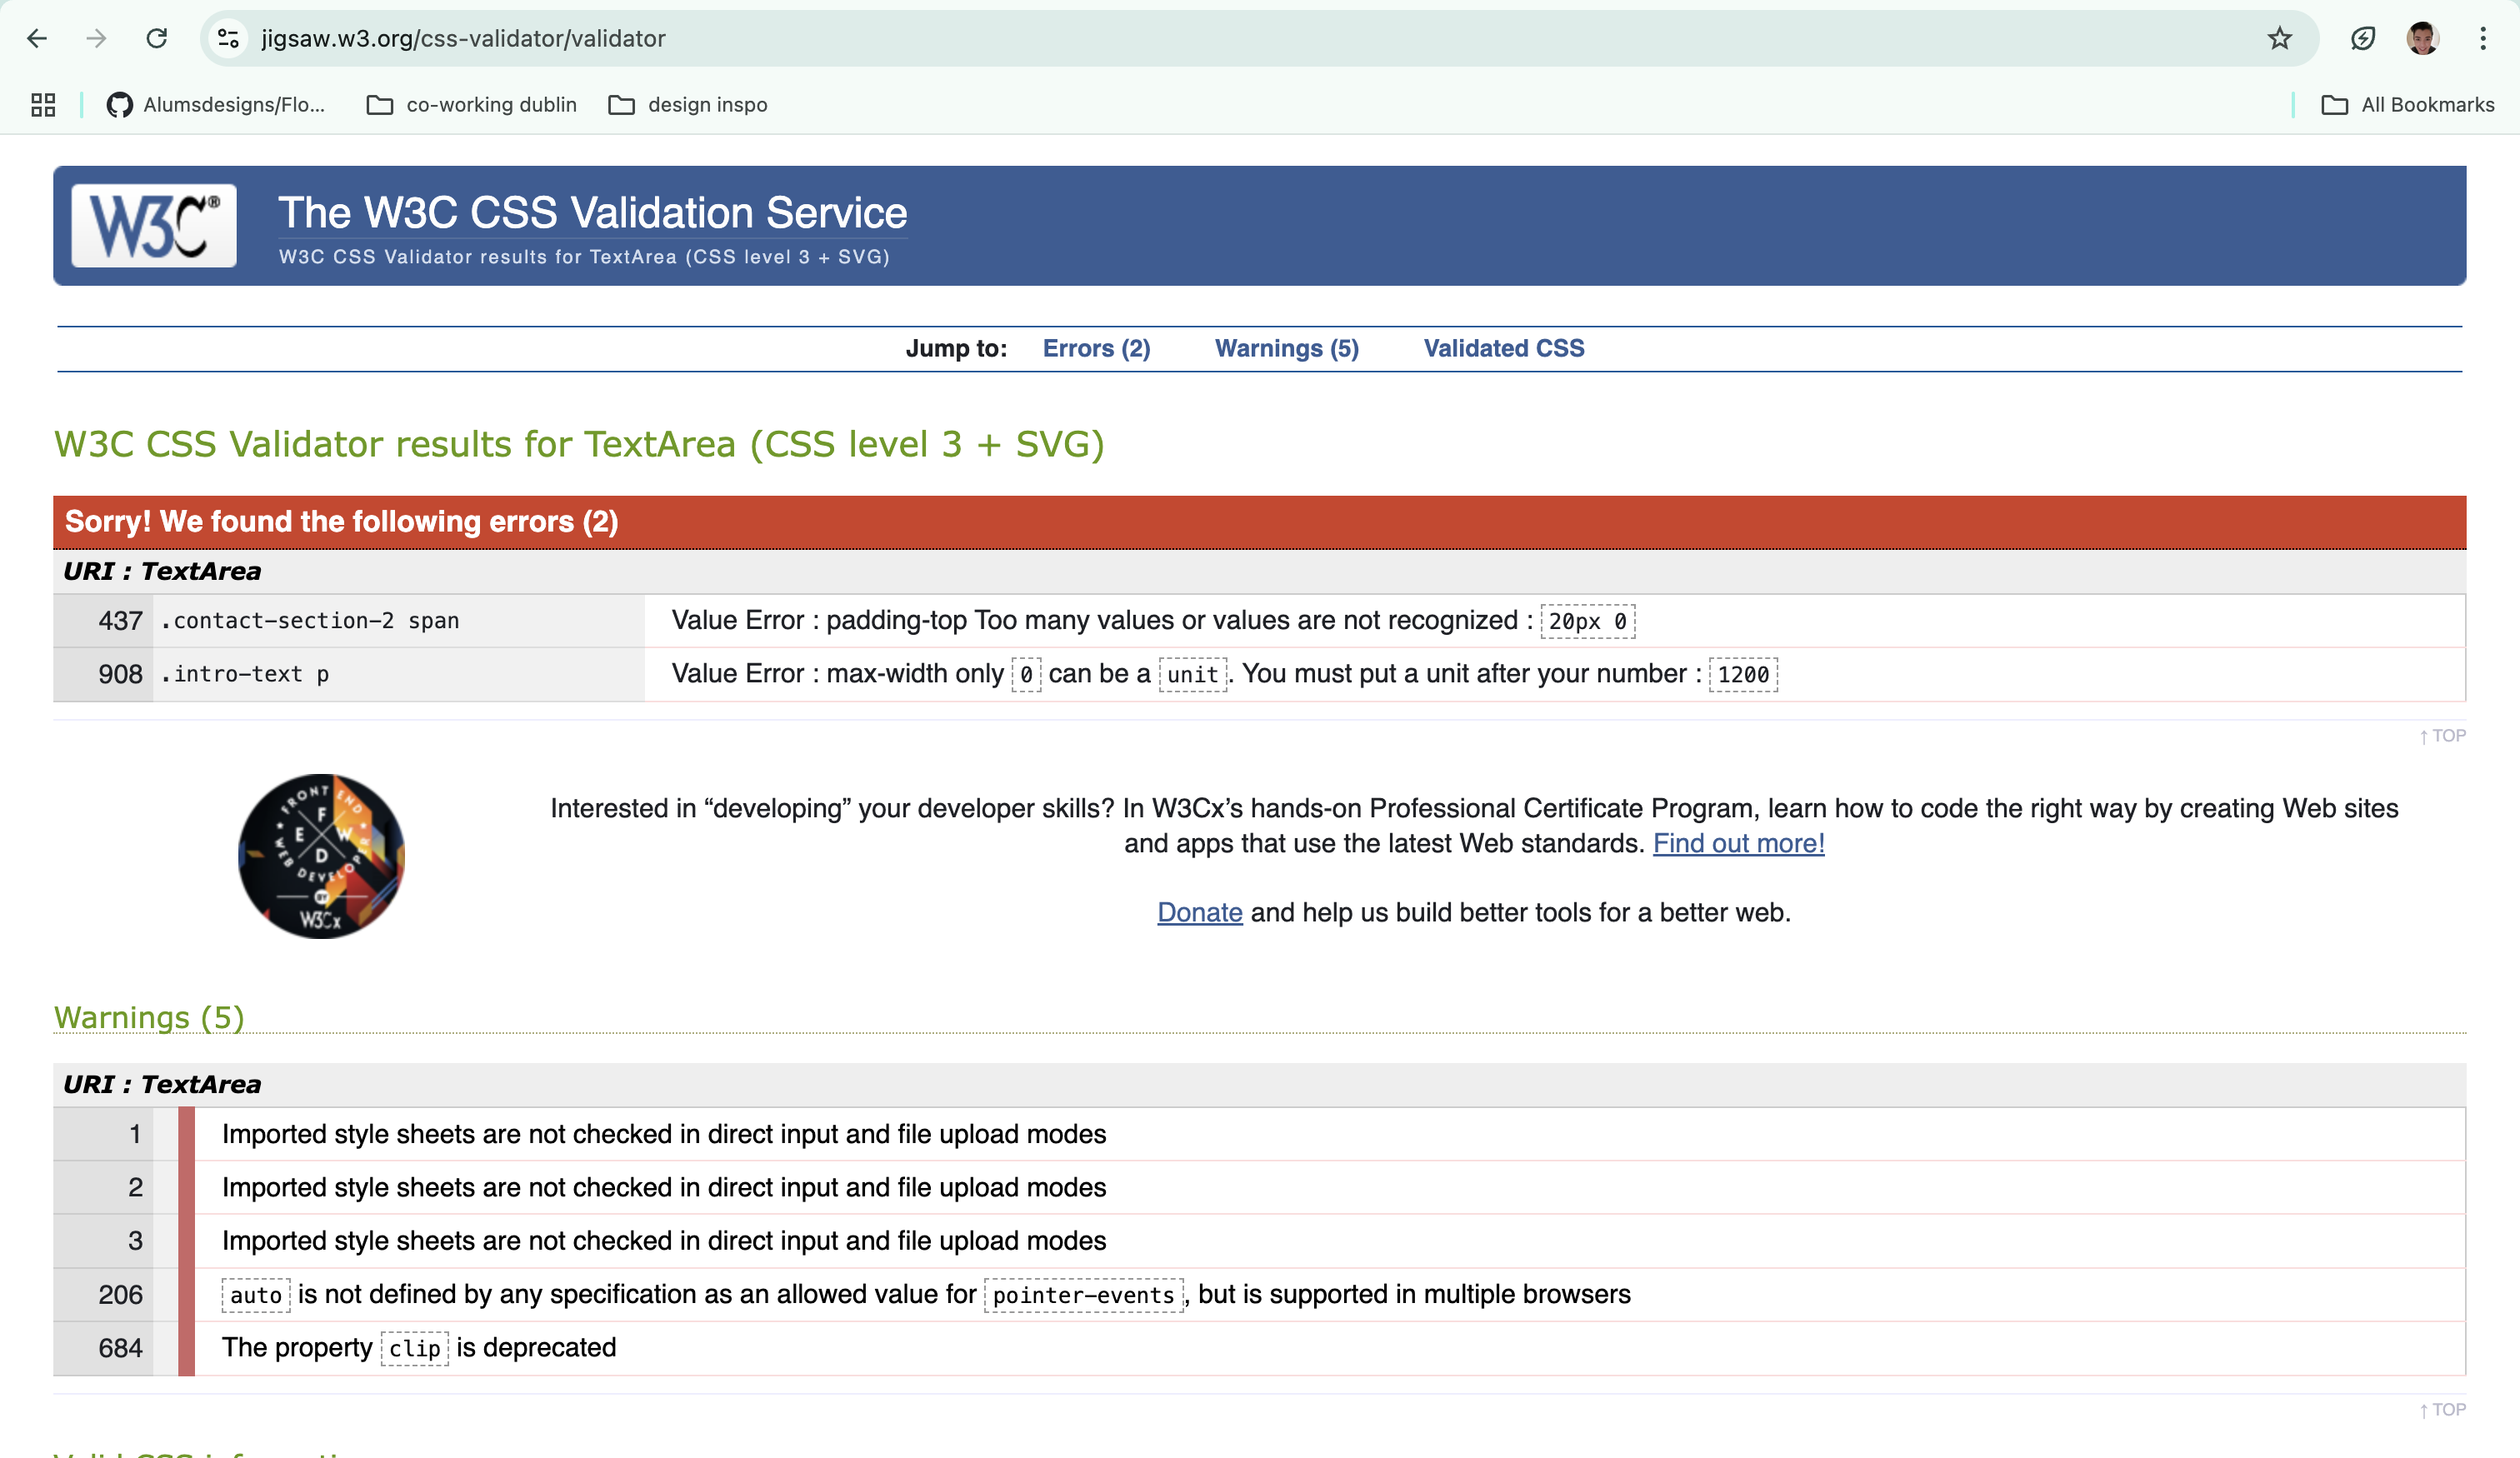 jigsaw.w3.org/css-validator/validator
Alumsdesigns/Flo...
co-working dublin
design inspo
All Bookmarks
W3C®
The W3C CSS Validation Service
W3C CSS Validator results for TextArea (CSS level 3 + SVG)
Jump to: Errors (2) Warnings (5) Validated CSS
W3C CSS Validator results for TextArea (CSS level 3 + SVG)
Sorry! We found the following errors (2)
URI : TextArea
437 .contact-section-2 span Value Error : padding-top Too many values or values are not recognized : 20px 0
908 .intro-text p Value Error : max-width only 0 can be a unit. You must put a unit after your number : 1200
↑ TOP
FRONT END
F
E W
D
WEB DEVELOPER
BY
W3Cx
Interested in “developing” your developer skills? In W3Cx’s hands-on Professional Certificate Program, learn how to code the right way by creating Web sites
and apps that use the latest Web standards. Find out more!
Donate and help us build better tools for a better web.
Warnings (5)
URI : TextArea
1 Imported style sheets are not checked in direct input and file upload modes
2 Imported style sheets are not checked in direct input and file upload modes
3 Imported style sheets are not checked in direct input and file upload modes
206 auto is not defined by any specification as an allowed value for pointer-events, but is supported in multiple browsers
684 The property clip is deprecated
↑ TOP